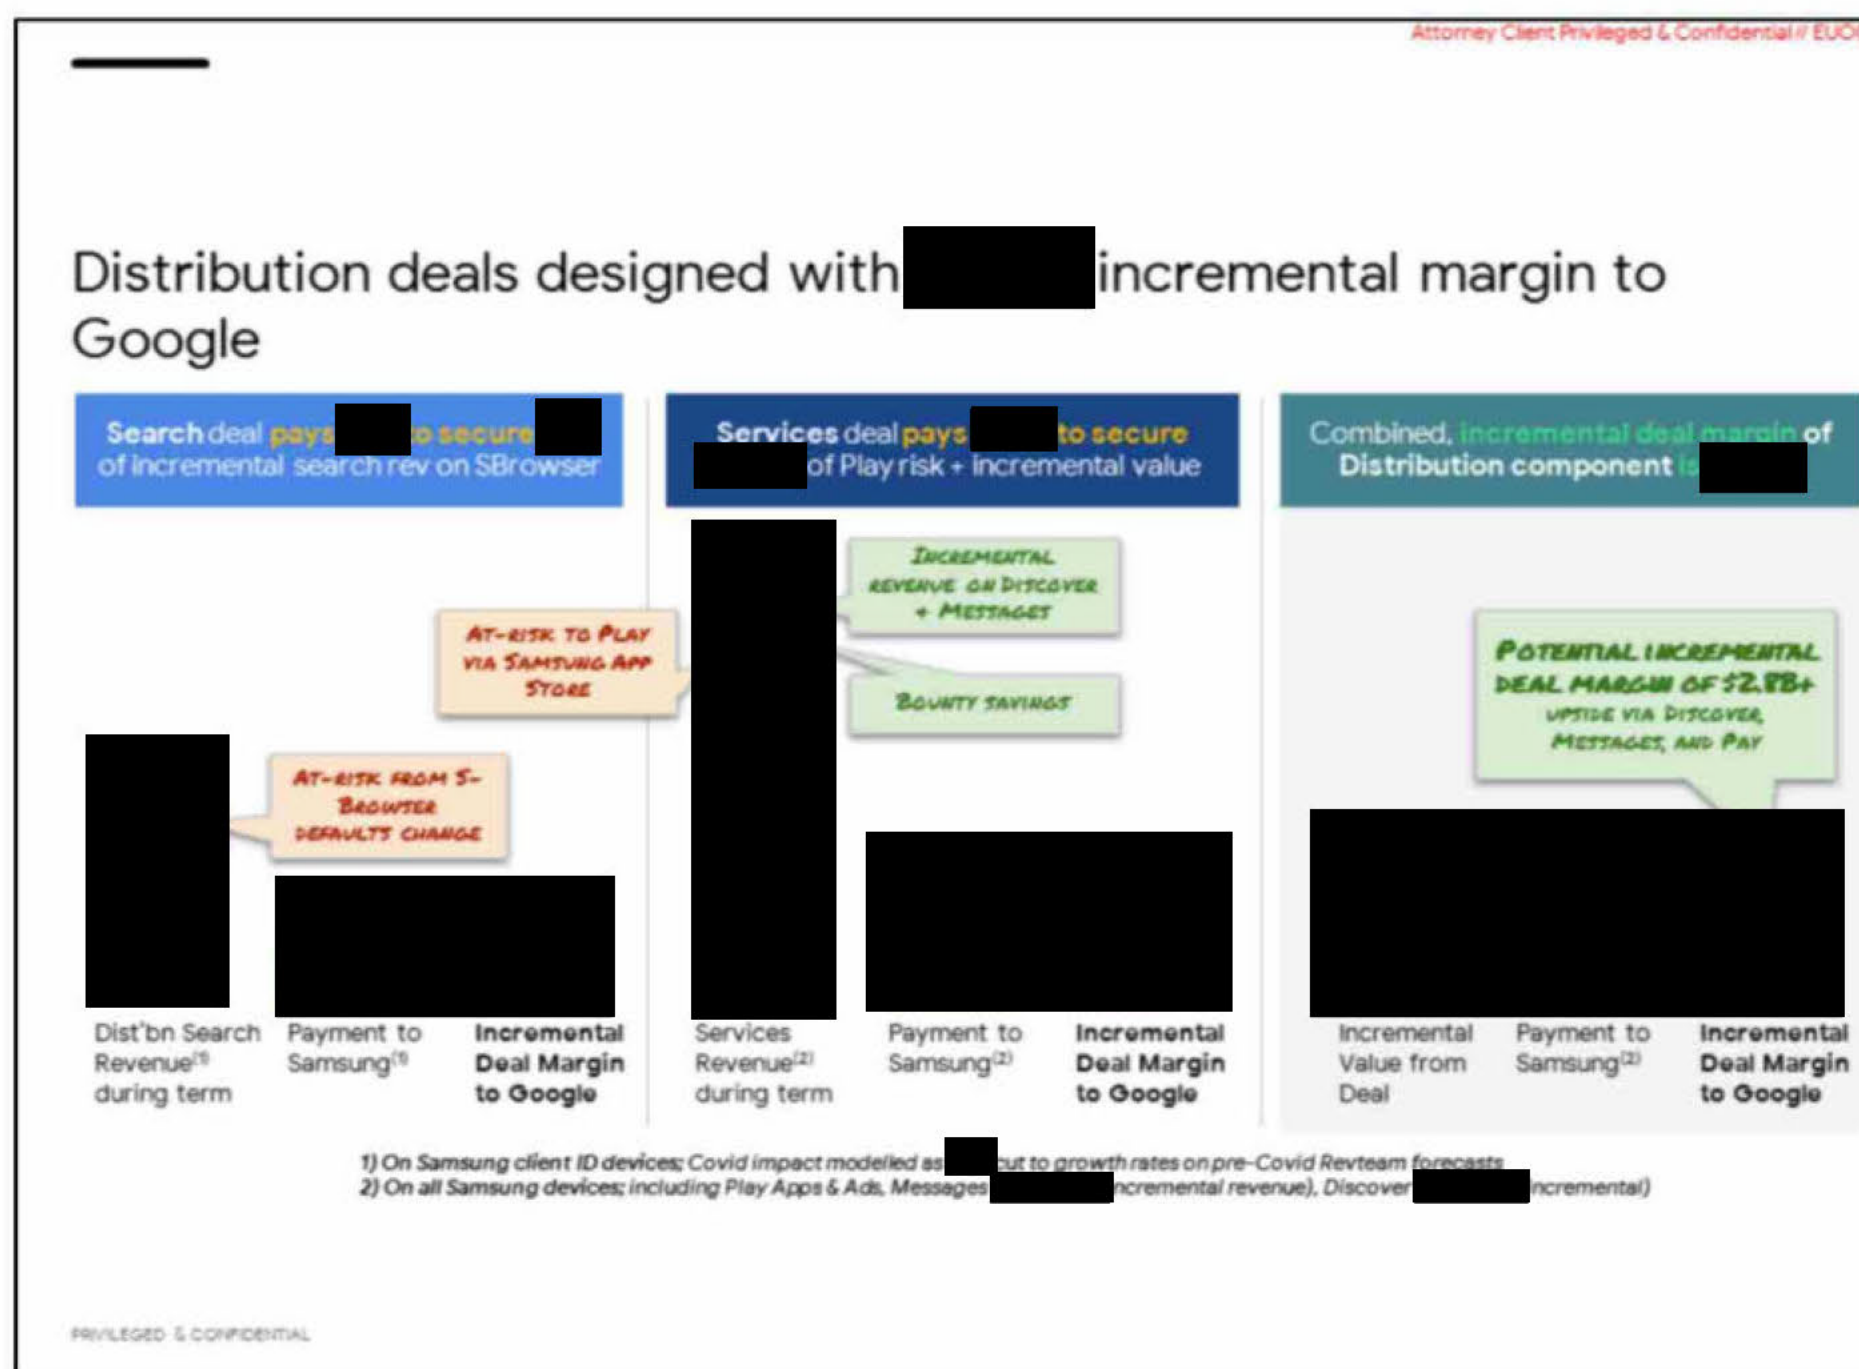 Attorney Client Privileged & Confidential //
Distribution deals designed with incremental margin to
Google
Search deal pays to secure
of incremental search rev on SBrowser
Services deal pays to secure
of Play risk + incremental value
Combined, incremental deal margin of
Distribution component is
INCREMENTAL
REVENUE ON DISCOVER
+ MESSAGES
AT-RISK TO PLAY
VIA SAMSUNG APP
STORE
BOUNTY SAVINGS
POTENTIAL INCREMENTAL
DEAL MARGIN OF $2.8B+
UPSIDE VIA DISCOVER,
MESSAGES, AND PAY
AT-RISK FROM S-
BROWSER
DEFAULTS CHANGE
Dist'bn Search
Revenue(1)
during term
Payment to
Samsung(1)
Incremental
Deal Margin
to Google
Services
Revenue(2)
during term
Payment to
Samsung(2)
Incremental
Deal Margin
to Google
Incremental
Value from
Deal
Payment to
Samsung(2)
Incremental
Deal Margin
to Google
1) On Samsung client ID devices; Covid impact modelled as cut to growth rates on pre-Covid Revteam forecasts
2) On all Samsung devices; including Play Apps & Ads, Messages incremental revenue), Discover incremental)
PRIVILEGED & CONFIDENTIAL